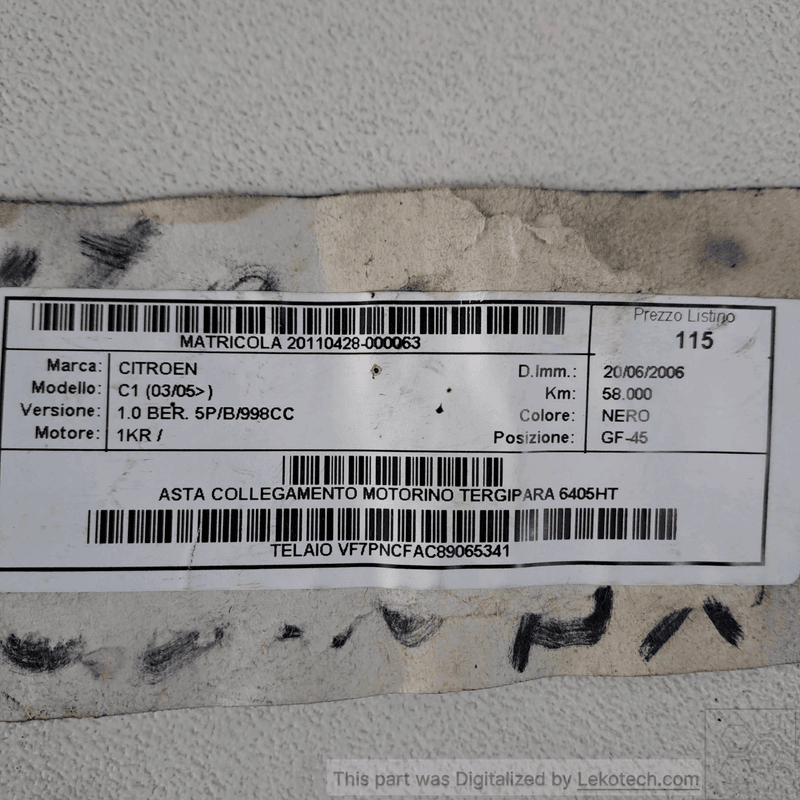 Prezzo Listino
115
MATRICOLA 20110428-000063
Marca: CITROEN D.Imm.: 20/06/2006
Modello: C1 (03/05>) Km: 58.000
Versione: 1.0 BER. 5P/B/998CC Colore: NERO
Motore: 1KR / Posizione: GF-45
ASTA COLLEGAMENTO MOTORINO TERGIPARA 6405HT
TELAIO VF7PNCFAC89065341
This part was Digitalized by Lekotech.com